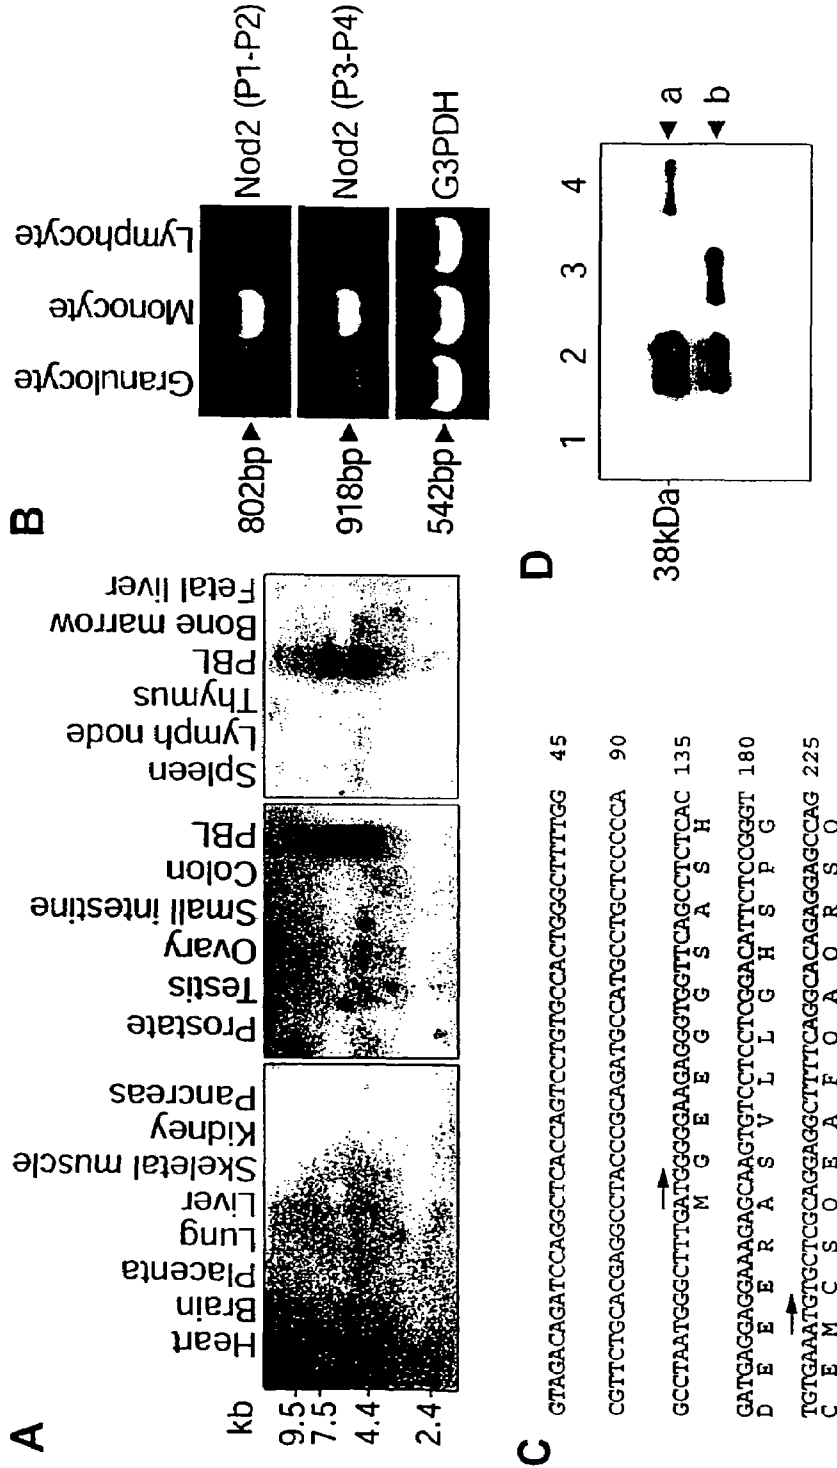 A
kb
9.5
7.5
4.4
2.4
Heart
Brain
Placenta
Lung
Liver
Skeletal muscle
Kidney
Pancreas
Prostate
Testis
Ovary
Small intestine
Colon
PBL
Spleen
Lymph node
Thymus
PBL
Bone marrow
Fetal liver
B
Granulocyte
Monocyte
Lymphocyte
802bp Nod2 (P1-P2)
918bp Nod2 (P3-P4)
542bp G3PDH
C
GTAGACAGATCCAGGCTCACCAGTCCTGTGCCACTGGGCTTTTGG 45
CGTTCTGCACGAGGCCTACCCGCAGATGCCATGCCTGCTCCCCCA 90
GCCTAATGGGCTTTGATGGGGGAAGAGGGTGGTTCAGCCTCTCAC 135
M G E E G G S A S H
GATGAGGAGGAAAGAGCAAGTGTCCTCCTCGGACATTCTCCGGGT 180
D E E E R A S V L L G H S P G
TGTGAAATGTGCTCGCAGGAGGCTTTTCAGGCACAGAGGAGCCAG 225
C E M C S Q E A F Q A Q R S Q
D
1 2 3 4
38kDa
a
b